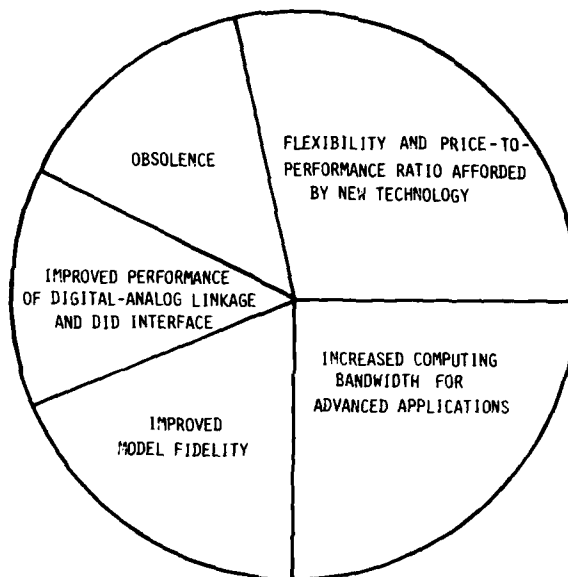 OBSOLENCE
FLEXIBILITY AND PRICE-TO-
PERFORMANCE RATIO AFFORDED
BY NEW TECHNOLOGY
IMPROVED PERFORMANCE
OF DIGITAL-ANALOG LINKAGE
AND DID INTERFACE
INCREASED COMPUTING
BANDWIDTH FOR
ADVANCED APPLICATIONS
IMPROVED
MODEL FIDELITY